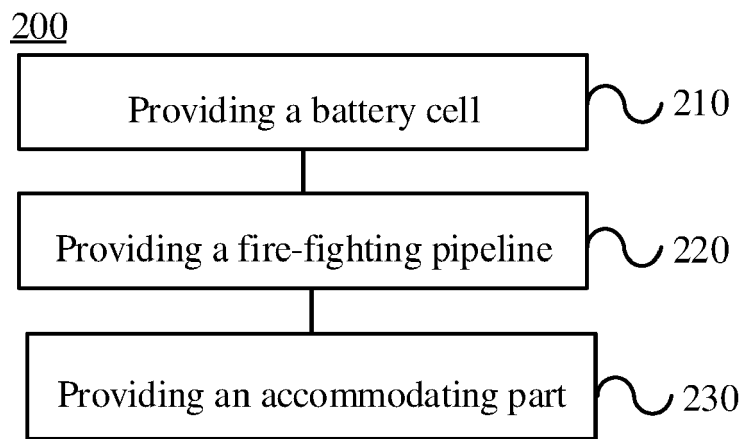 200
Providing a battery cell
210
Providing a fire-fighting pipeline
220
Providing an accommodating part
230